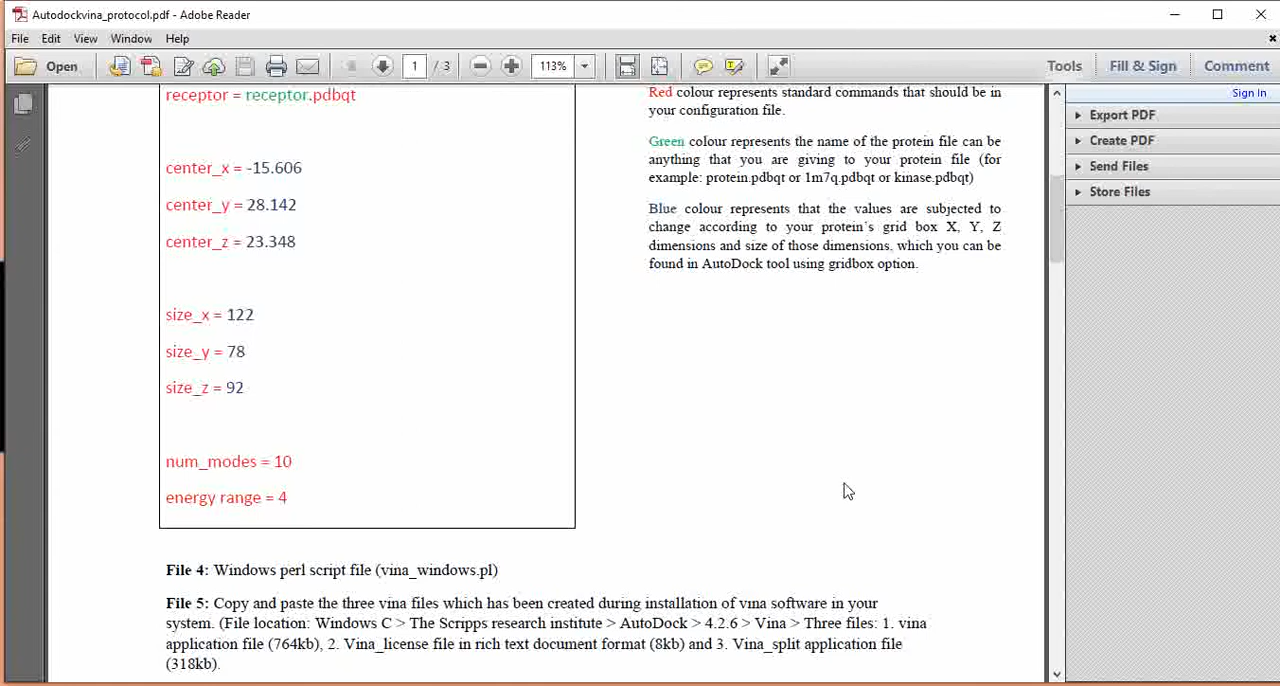 Autodockvina_protocol.pdf - Adobe Reader
File Edit View Window Help
Open 1 / 3 113% Tools Fill & Sign Comment
Sign In
Export PDF
Create PDF
Send Files
Store Files
receptor = receptor.pdbqt
center_x = -15.606
center_y = 28.142
center_z = 23.348
size_x = 122
size_y = 78
size_z = 92
num_modes = 10
energy range = 4
Red colour represents standard commands that should be in
your configuration file.
Green colour represents the name of the protein file can be
anything that you are giving to your protein file (for
example: protein.pdbqt or 1m7q.pdbqt or kinase.pdbqt)
Blue colour represents that the values are subjected to
change according to your protein´s grid box X, Y, Z
dimensions and size of those dimensions, which you can be
found in AutoDock tool using gridbox option.
File 4: Windows perl script file (vina_windows.pl)
File 5: Copy and paste the three vina files which has been created during installation of vina software in your
system. (File location: Windows C > The Scripps research institute > AutoDock > 4.2.6 > Vina > Three files: 1. vina
application file (764kb), 2. Vina_license file in rich text document format (8kb) and 3. Vina_split application file
(318kb).